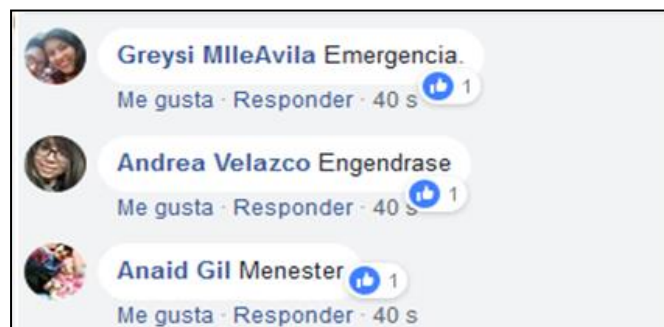 Greysi MlleAvila Emergencia.
Me gusta · Responder · 40 s 1
Andrea Velazco Engendrase
Me gusta · Responder · 40 s 1
Anaid Gil Menester 1
Me gusta · Responder · 40 s